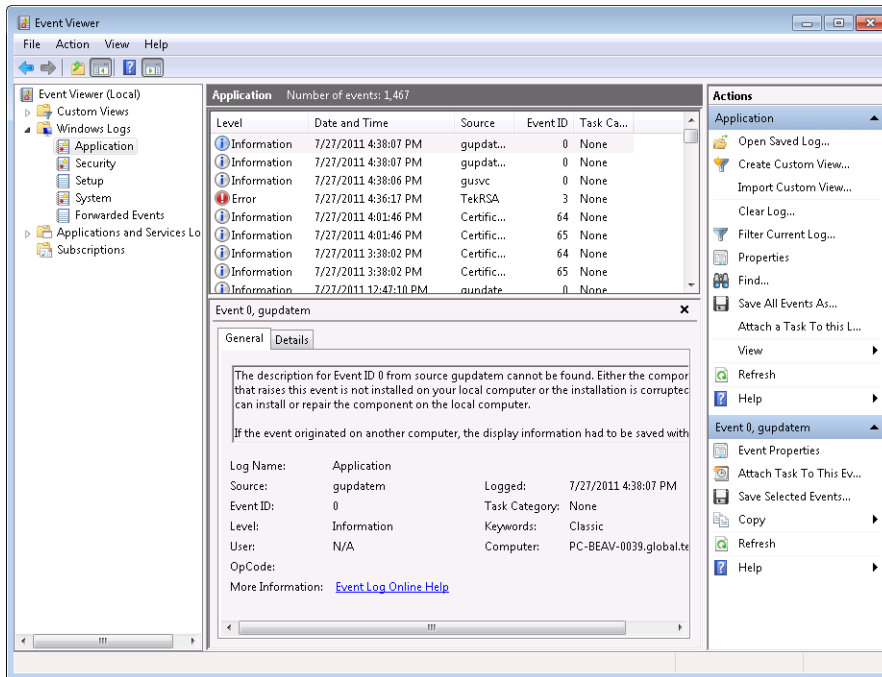 Event Viewer
File Action View Help
Event Viewer (Local)
Custom Views
Windows Logs
Application
Security
Setup
System
Forwarded Events
Applications and Services Lo
Subscriptions
Application Number of events: 1,467
Level Date and Time Source Event ID Task Ca...
Information 7/27/2011 4:38:07 PM gupdat... 0 None
Information 7/27/2011 4:38:07 PM gupdat... 0 None
Information 7/27/2011 4:38:06 PM gusvc 0 None
Error 7/27/2011 4:36:17 PM TekRSA 3 None
Information 7/27/2011 4:01:46 PM Certific... 64 None
Information 7/27/2011 4:01:46 PM Certific... 65 None
Information 7/27/2011 3:38:02 PM Certific... 64 None
Information 7/27/2011 3:38:02 PM Certific... 65 None
Information 7/27/2011 12:47:10 PM gupdate 0 None
Event 0, gupdatem
General Details
The description for Event ID 0 from source gupdatem cannot be found. Either the compor
that raises this event is not installed on your local computer or the installation is corruptec
can install or repair the component on the local computer.
If the event originated on another computer, the display information had to be saved with
Log Name: Application
Source: gupdatem Logged: 7/27/2011 4:38:07 PM
Event ID: 0 Task Category: None
Level: Information Keywords: Classic
User: N/A Computer: PC-BEAV-0039.global.te
OpCode:
More Information: Event Log Online Help
Actions
Application
Open Saved Log...
Create Custom View...
Import Custom View...
Clear Log...
Filter Current Log...
Properties
Find...
Save All Events As...
Attach a Task To this L...
View
Refresh
Help
Event 0, gupdatem
Event Properties
Attach Task To This Ev...
Save Selected Events...
Copy
Refresh
Help